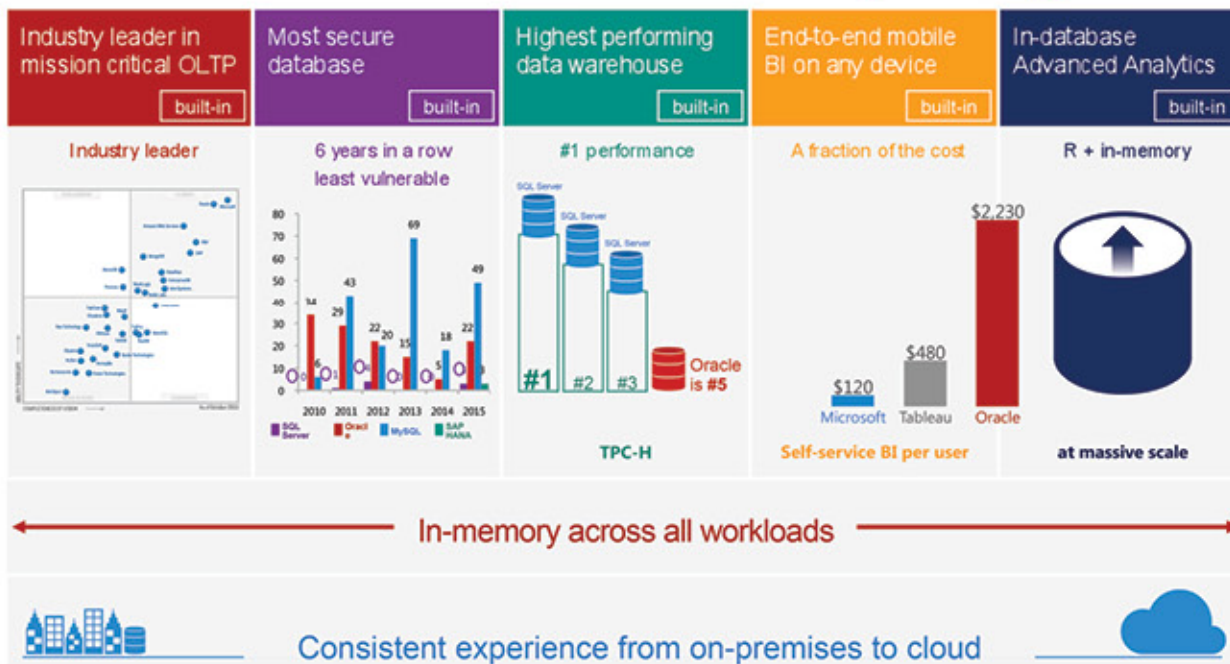 Industry leader in
mission critical OLTP
built-in
Most secure
database
built-in
Highest performing
data warehouse
built-in
End-to-end mobile
BI on any device
built-in
In-database
Advanced Analytics
built-in
Industry leader
6 years in a row
least vulnerable
80
70
60
50
40
30
20
10
0
34
6
29
43
22
20
15
69
5
18
22
49
2010
2011
2012
2013
2014
2015
SQL
Server
Oracl
e
MySQL
SAP
HANA
#1 performance
SQL Server
SQL Server
SQL Server
#1
#2
#3
Oracle
is #5
TPC-H
A fraction of the cost
$120
Microsoft
$480
Tableau
$2,230
Oracle
Self-service BI per user
R + in-memory
at massive scale
In-memory across all workloads
Consistent experience from on-premises to cloud